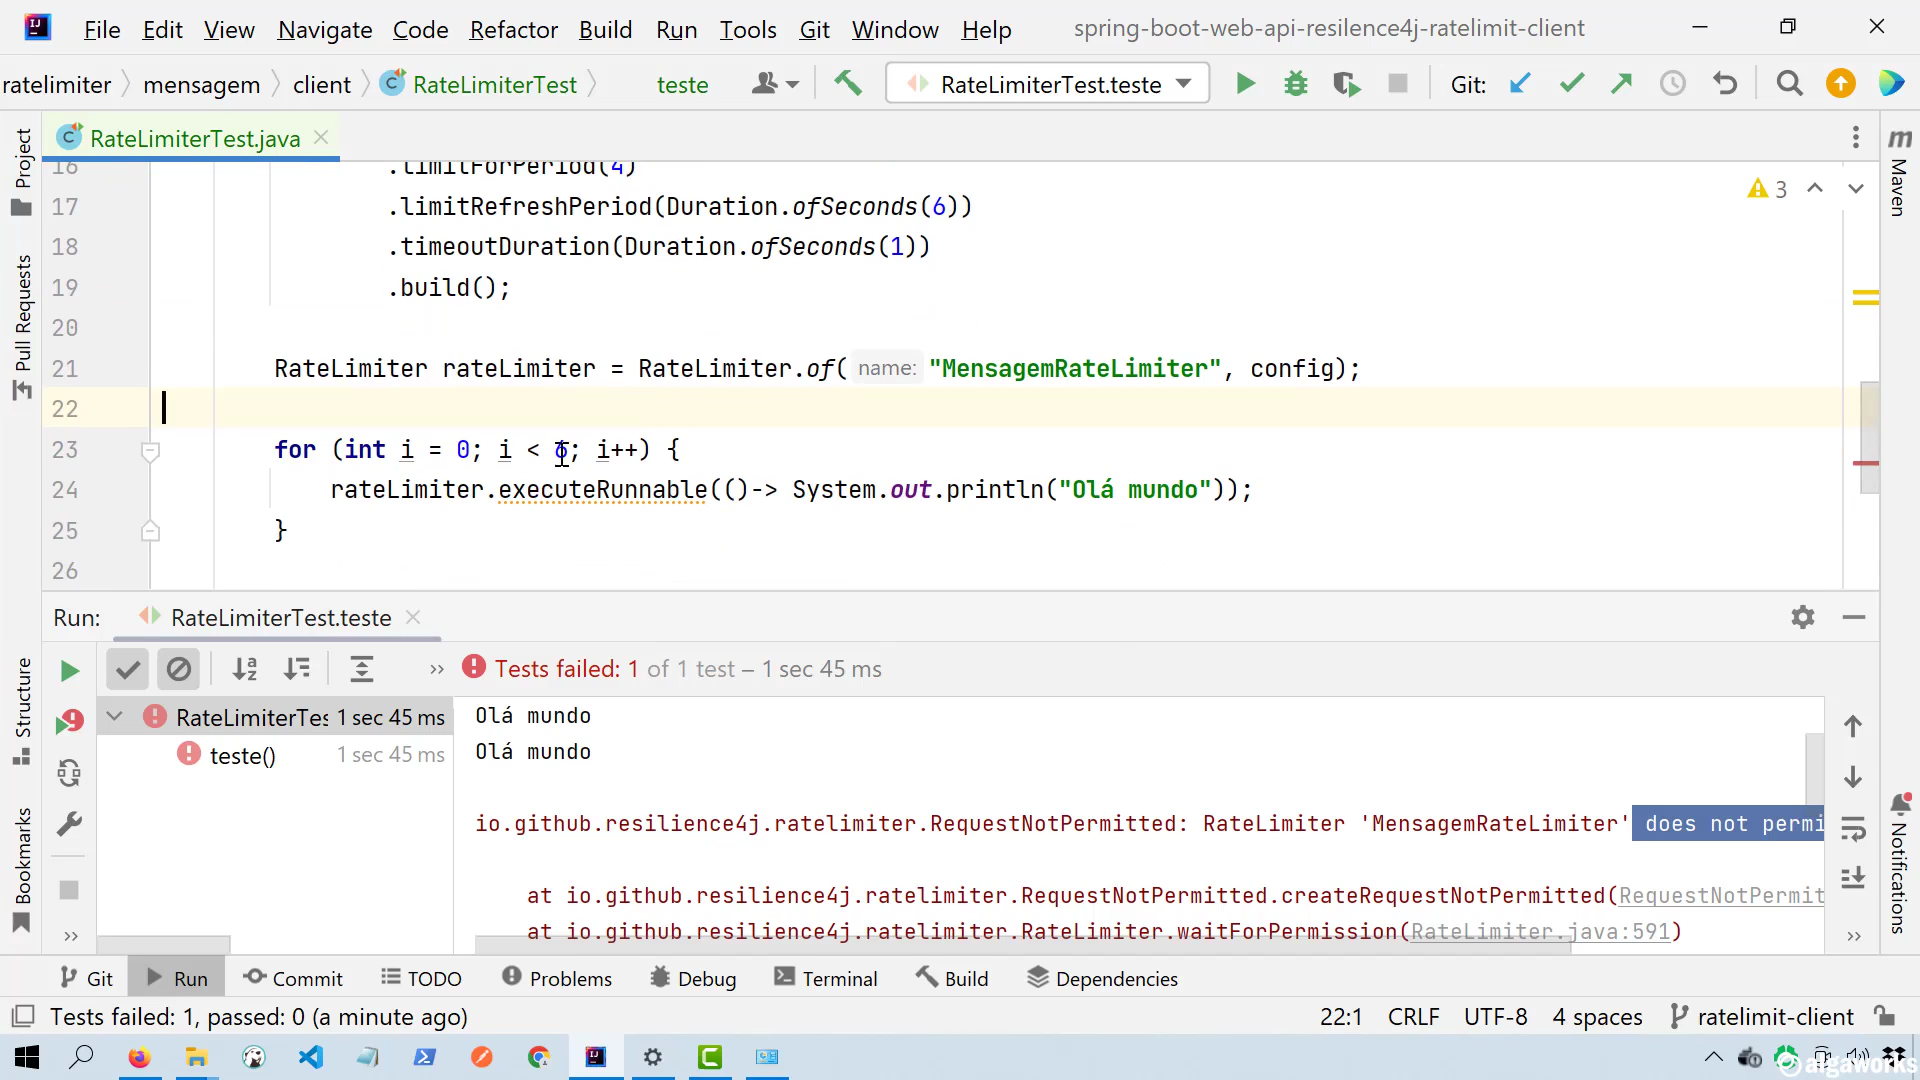 File Edit View Navigate Code Refactor Build Run Tools Git Window Help spring-boot-web-api-resilence4j-ratelimit-client
ratelimiter mensagem client RateLimiterTest teste RateLimiterTest.teste Git:
RateLimiterTest.java
Project
Pull Requests
Structure
Bookmarks
Maven
Notifications
3
16 .limitForPeriod(4)
17 .limitRefreshPeriod(Duration.ofSeconds(6))
18 .timeoutDuration(Duration.ofSeconds(1))
19 .build();
20
21 RateLimiter rateLimiter = RateLimiter.of( name: "MensagemRateLimiter", config);
22
23 for (int i = 0; i < 6; i++) {
24 rateLimiter.executeRunnable(()-> System.out.println("Olá mundo"));
25 }
26
Run: RateLimiterTest.teste
Tests failed: 1 of 1 test – 1 sec 45 ms
RateLimiterTes 1 sec 45 ms
teste() 1 sec 45 ms
Olá mundo
Olá mundo
io.github.resilience4j.ratelimiter.RequestNotPermitted: RateLimiter 'MensagemRateLimiter' does not permi
at io.github.resilience4j.ratelimiter.RequestNotPermitted.createRequestNotPermitted(RequestNotPermit
at io.github.resilience4j.ratelimiter.RateLimiter.waitForPermission(RateLimiter.java:591)
Git Run Commit TODO Problems Debug Terminal Build Dependencies
Tests failed: 1, passed: 0 (a minute ago) 22:1 CRLF UTF-8 4 spaces ratelimit-client
algaworks